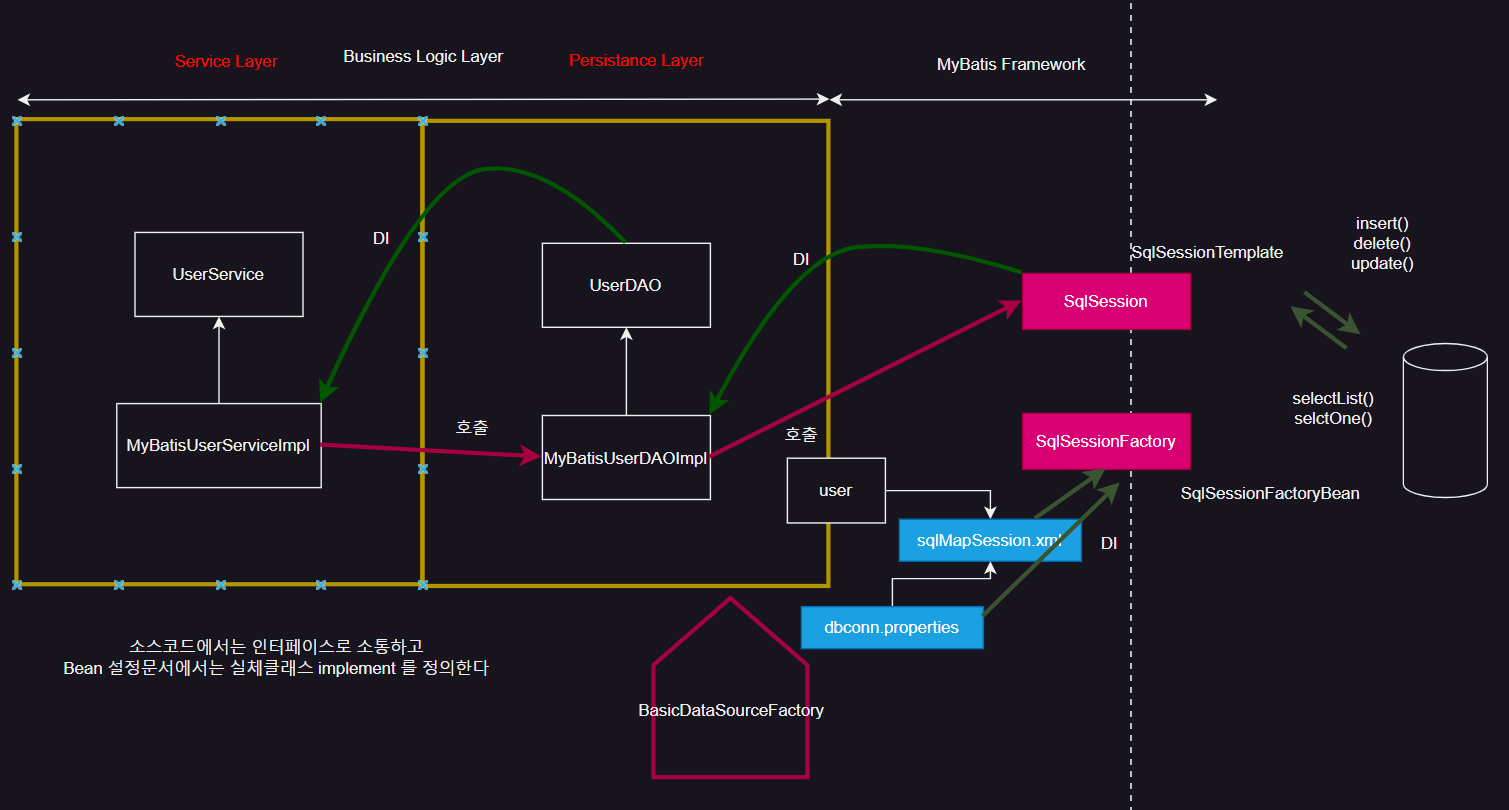 Service Layer
Business Logic Layer
Persistance Layer
MyBatis Framework
DI
UserService
UserDAO
DI
SqlSession
SqlSessionTemplate
insert()
delete()
update()
MyBatisUserServiceImpl
호출
MyBatisUserDAOImpl
호출
SqlSessionFactory
selectList()
selctOne()
user
SqlSessionFactoryBean
sqlMapSession.xml
DI
dbconn.properties
소스코드에서는 인터페이스로 소통하고
Bean 설정문서에서는 실체클래스 implement 를 정의한다
BasicDataSourceFactory